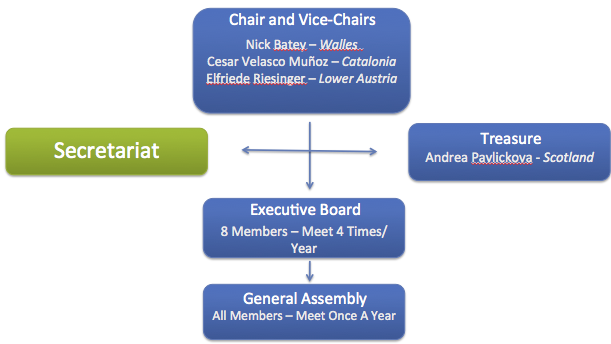 Chair and Vice-Chairs
Nick Batey – Walles
Cesar Velasco Muñoz – Catalonia
Elfriede Riesinger – Lower Austria
Secretariat
Treasure
Andrea Pavlickova - Scotland
Executive Board
8 Members – Meet 4 Times/
Year
General Assembly
All Members – Meet Once A Year